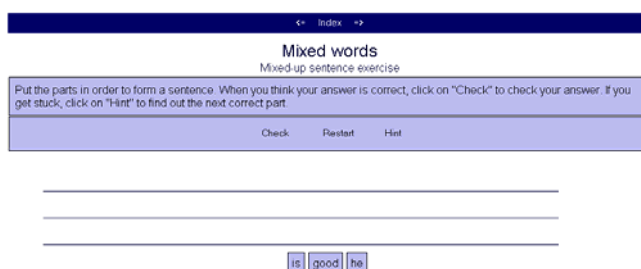 <= Index =>
Mixed words
Mixed-up sentence exercise
Put the parts in order to form a sentence. When you think your answer is correct, click on "Check" to check your answer. If you
get stuck, click on "Hint" to find out the next correct part.
Check Restart Hint
is good he